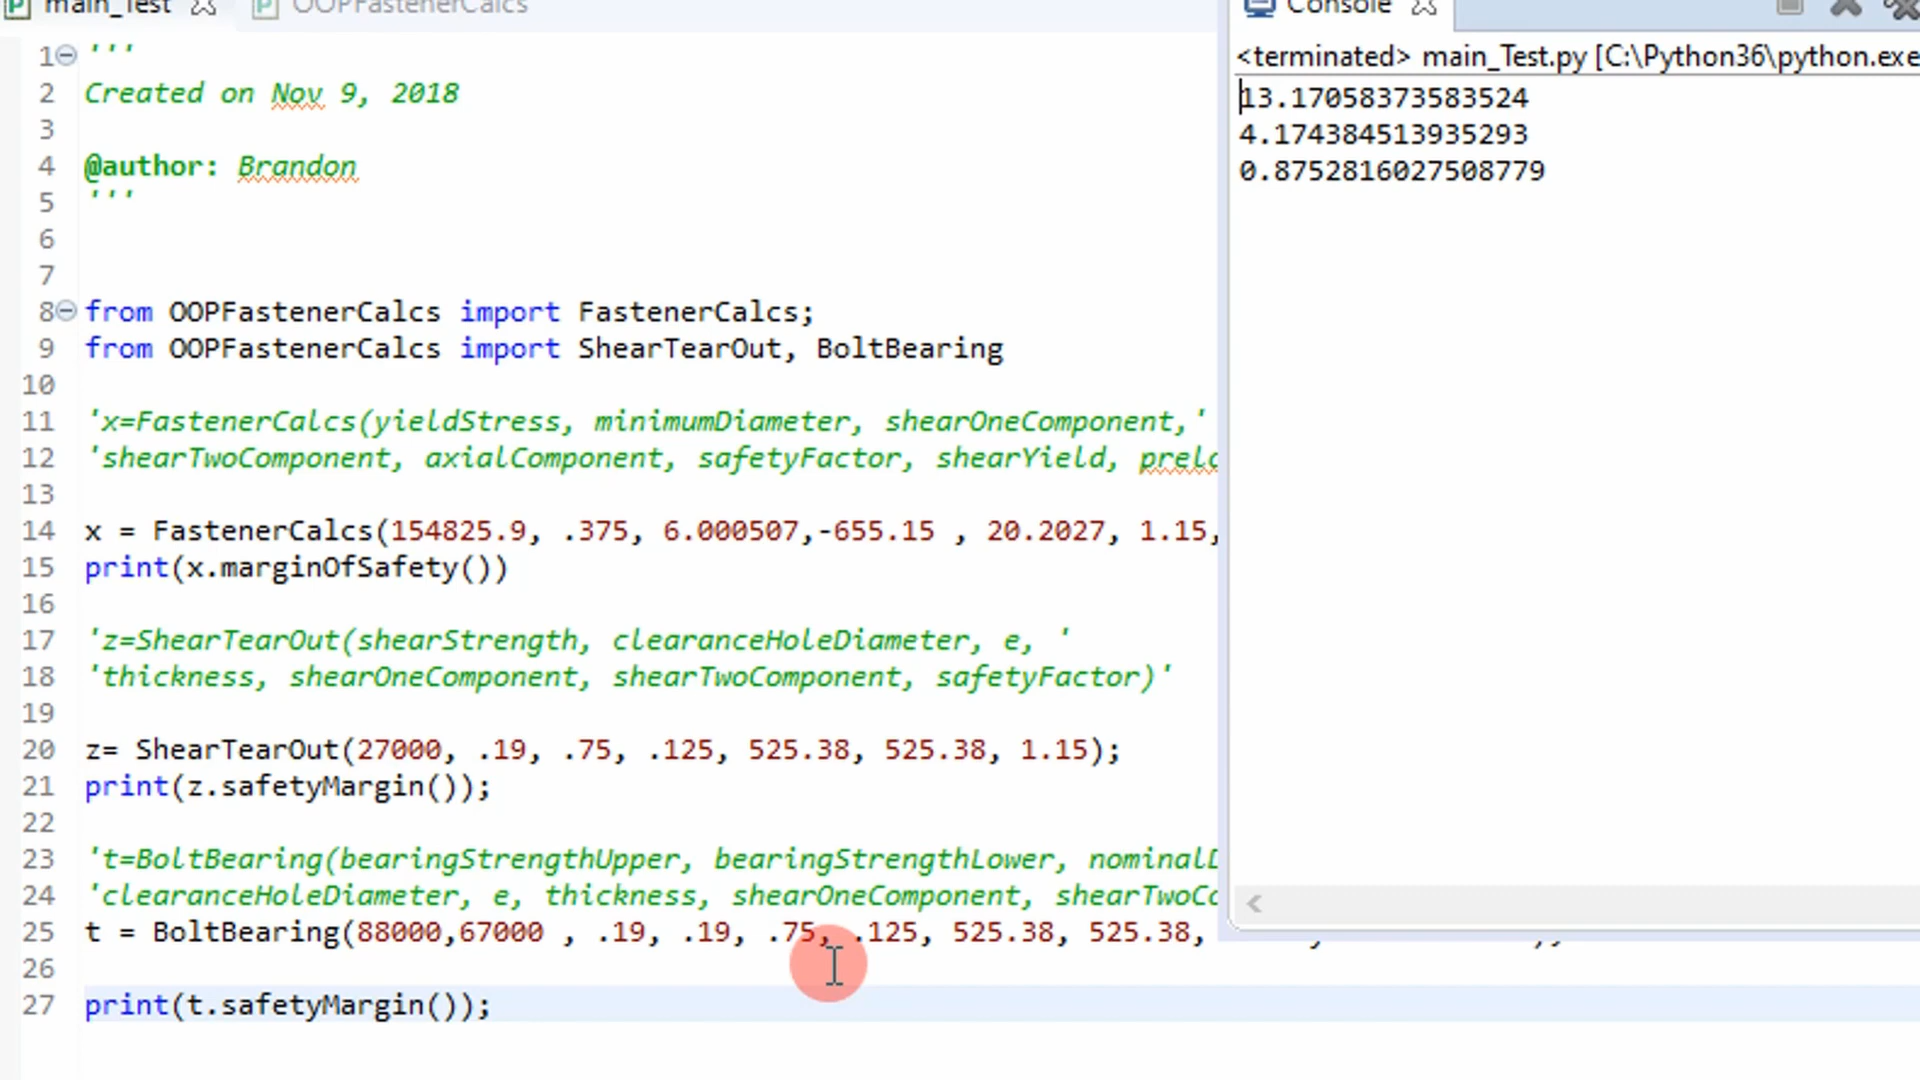 main_Test OOPFastenerCalcs
1 '''
2 Created on Nov 9, 2018
3
4 @author: Brandon
5 '''
6
7
8 from OOPFastenerCalcs import FastenerCalcs;
9 from OOPFastenerCalcs import ShearTearOut, BoltBearing
10
11 'x=FastenerCalcs(yieldStress, minimumDiameter, shearOneComponent,'
12 'shearTwoComponent, axialComponent, safetyFactor, shearYield, prelo
13
14 x = FastenerCalcs(154825.9, .375, 6.000507,-655.15 , 20.2027, 1.15,
15 print(x.marginOfSafety())
16
17 'z=ShearTearOut(shearStrength, clearanceHoleDiameter, e, '
18 'thickness, shearOneComponent, shearTwoComponent, safetyFactor)'
19
20 z= ShearTearOut(27000, .19, .75, .125, 525.38, 525.38, 1.15);
21 print(z.safetyMargin());
22
23 't=BoltBearing(bearingStrengthUpper, bearingStrengthLower, nominalD
24 'clearanceHoleDiameter, e, thickness, shearOneComponent, shearTwoCo
25 t = BoltBearing(88000,67000 , .19, .19, .75, .125, 525.38, 525.38,
26
27 print(t.safetyMargin());
Console
<terminated> main_Test.py [C:\Python36\python.exe
13.17058373583524
4.174384513935293
0.8752816027508779